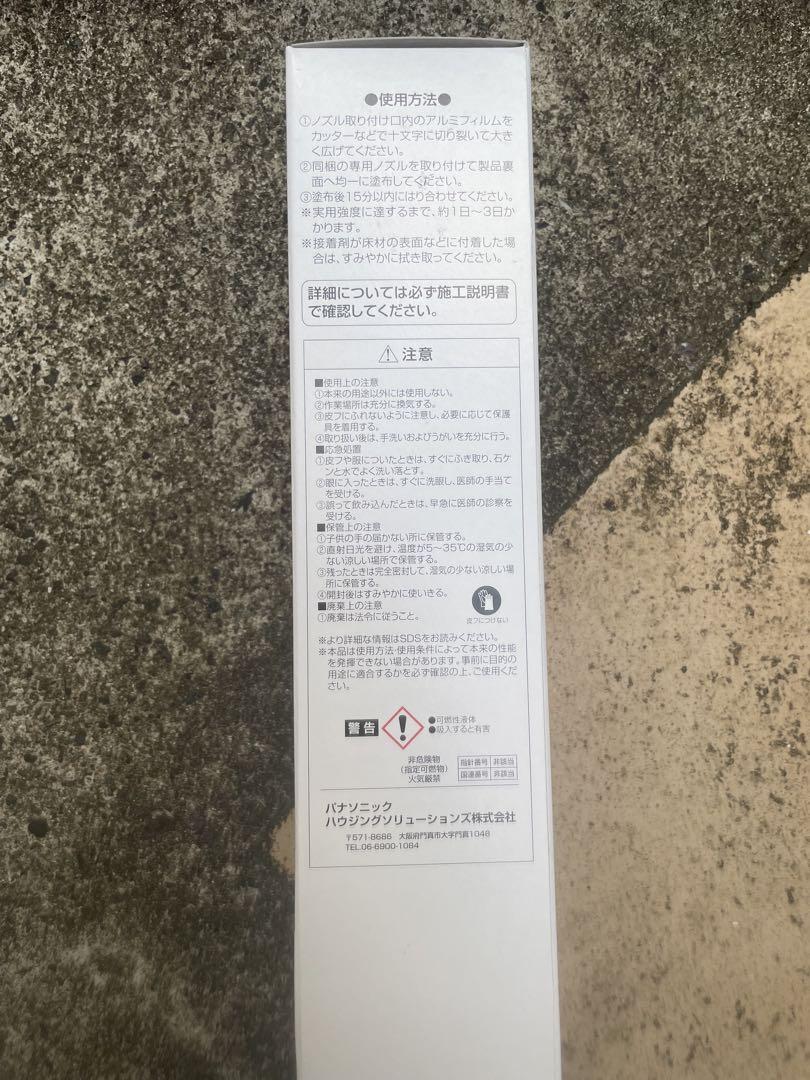 ●使用方法●
①ノズル取り付け口内のアルミフィルムを
カッターなどで十文字に切り裂いて大き
く広げてください。
②同梱の専用ノズルを取り付けて製品裏
面へ均一に塗布してください。
③塗布後15分以内にはり合わせてください。
※実用強度に達するまで、約1日〜3日か
かります。
※接着剤が床材の表面などに付着した場
合は、すみやかに拭き取ってください。
詳細については必ず施工説明書
で確認してください。
注意
■使用上の注意
①本来の用途以外には使用しない。
②作業場所は充分に換気する。
③皮フにふれないように注意し、必要に応じて保護
具を着用する。
④取り扱い後は、手洗いおよびうがいを充分に行う。
■応急処置
①皮フや服についたときは、すぐにふき取り、石ケ
ンと水でよく洗い落とす。
②眼に入ったときは、すぐに洗眼し、医師の手当て
を受ける。
③誤って飲み込んだときは、早急に医師の診察を
受ける。
■保管上の注意
①子供の手の届かない所に保管する。
②直射日光を避け、温度が5〜35℃の湿気の少
ない涼しい場所で保管する。
③残ったときは完全密封して、湿気の少ない涼しい場
所に保管する。
④開封後はすみやかに使いきる。
■廃棄上の注意
①廃棄は法令に従うこと。
皮フにつけない
※より詳細な情報はSDSをお読みください。
※本品は使用方法・使用条件によって本来の性能
を発揮できない場合があります。事前に目的の
用途に適合するかを必ず確認の上、ご使用くだ
さい。
警告
●可燃性液体
●吸入すると有害
非危険物
(指定可燃物)
火気厳禁
指針番号 非該当
国連番号 非該当
パナソニック
ハウジングソリューションズ株式会社
〒571-8686 大阪府門真市大字門真1048
TEL.06-6900-1084